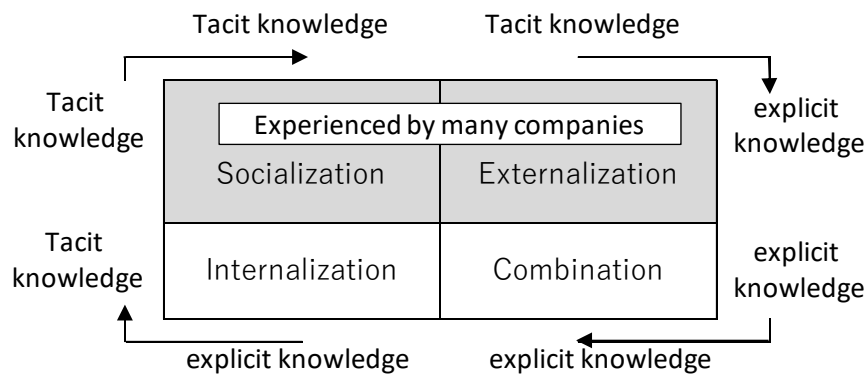 Tacit knowledge
Tacit knowledge
Tacit
knowledge
explicit
knowledge
Experienced by many companies
Socialization
Externalization
Tacit
knowledge
Internalization
Combination
explicit
knowledge
explicit knowledge
explicit knowledge